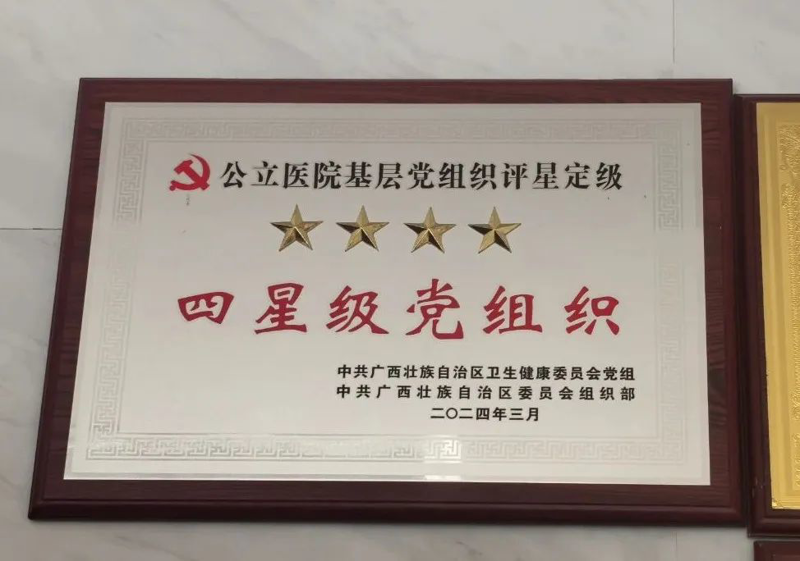 公立医院基层党组织评星定级
四星级党组织
中共广西壮族自治区卫生健康委员会党组
中共广西壮族自治区委员会组织部
二〇二四年三月